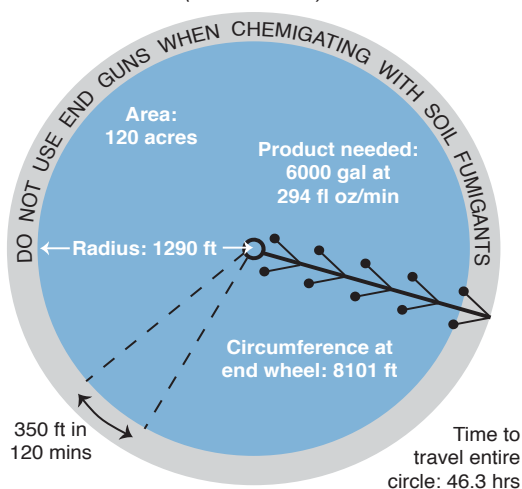 DO NOT USE END GUNS WHEN CHEMIGATING WITH SOIL FUMIGANTS
Area:
120 acres
Product needed:
6000 gal at
294 fl oz/min
Radius: 1290 ft
Circumference at
end wheel: 8101 ft
350 ft in
120 mins
Time to
travel entire
circle: 46.3 hrs